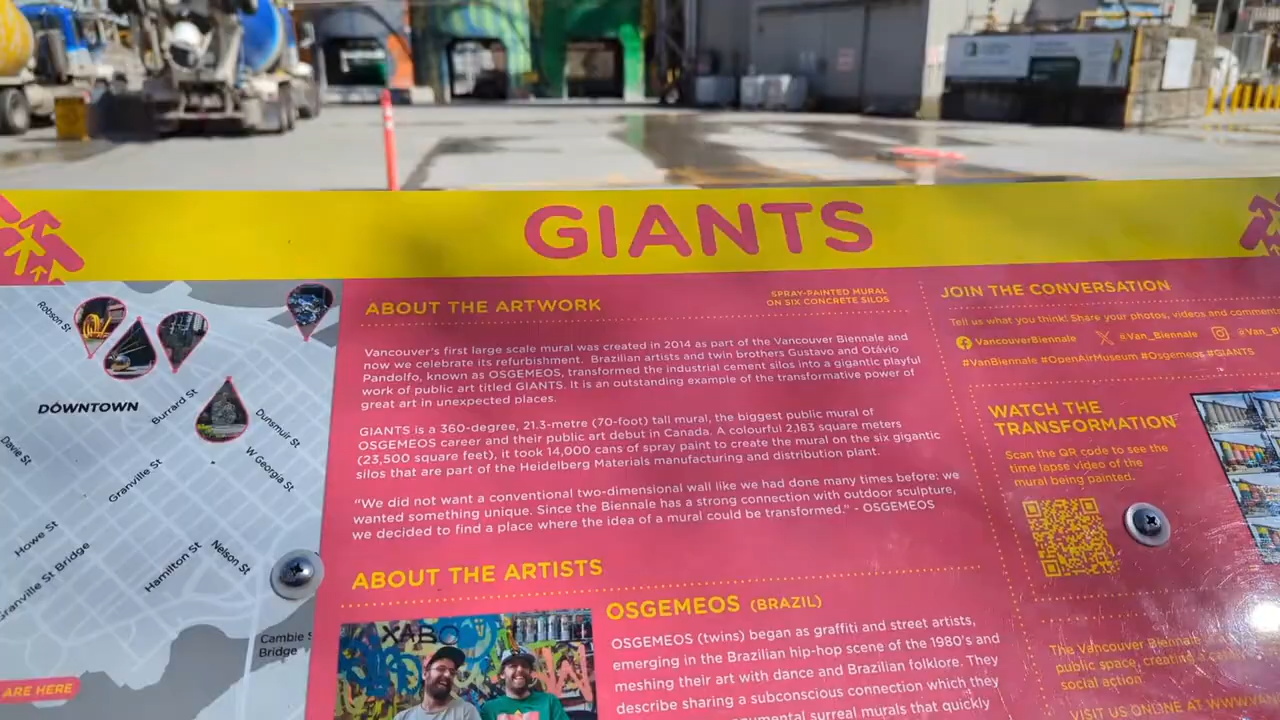 GIANTS
Robson St
DOWNTOWN
Burrard St
Dunsmuir St
W Georgia St
Davie St
Granville St
Howe St
Granville St Bridge
Hamilton St
Nelson St
Cambie
Bridge
ARE HERE
ABOUT THE ARTWORK
SPRAY-PAINTED MURAL
ON SIX CONCRETE SILOS
Vancouver's first large scale mural was created in 2014 as part of the Vancouver Biennale and
now we celebrate its refurbishment. Brazilian artists and twin brothers Gustavo and Otávio
Pandolfo, known as OSGEMEOS, transformed the industrial cement silos into a gigantic playful
work of public art titled GIANTS. It is an outstanding example of the transformative power of
great art in unexpected places.
GIANTS is a 360-degree, 21.3-metre (70-foot) tall mural, the biggest public mural of
OSGEMEOS career and their public art debut in Canada. A colourful 2,183 square meters
(23,500 square feet), it took 14,000 cans of spray paint to create the mural on the six gigantic
silos that are part of the Heidelberg Materials manufacturing and distribution plant.
"We did not want a conventional two-dimensional wall like we had done many times before: we
wanted something unique. Since the Biennale has a strong connection with outdoor sculpture,
we decided to find a place where the idea of a mural could be transformed." - OSGEMEOS
ABOUT THE ARTISTS
XABO
OSGEMEOS (BRAZIL)
OSGEMEOS (twins) began as graffiti and street artists,
emerging in the Brazilian hip-hop scene of the 1980's and
meshing their art with dance and Brazilian folklore. They
describe sharing a subconscious connection which they
surreal murals that quickly
JOIN THE CONVERSATION
Tell us what you think! Share your photos, videos and comments
VancouverBiennale @Van_Biennale
#VanBiennale #OpenAirMuseum #Osgemeos #GIANTS
WATCH THE
TRANSFORMATION
Scan the QR code to see the
time lapse video of the
mural being painted.
The Vancouver Biennale
public space, creating a
social action.
VISIT US ONLINE AT